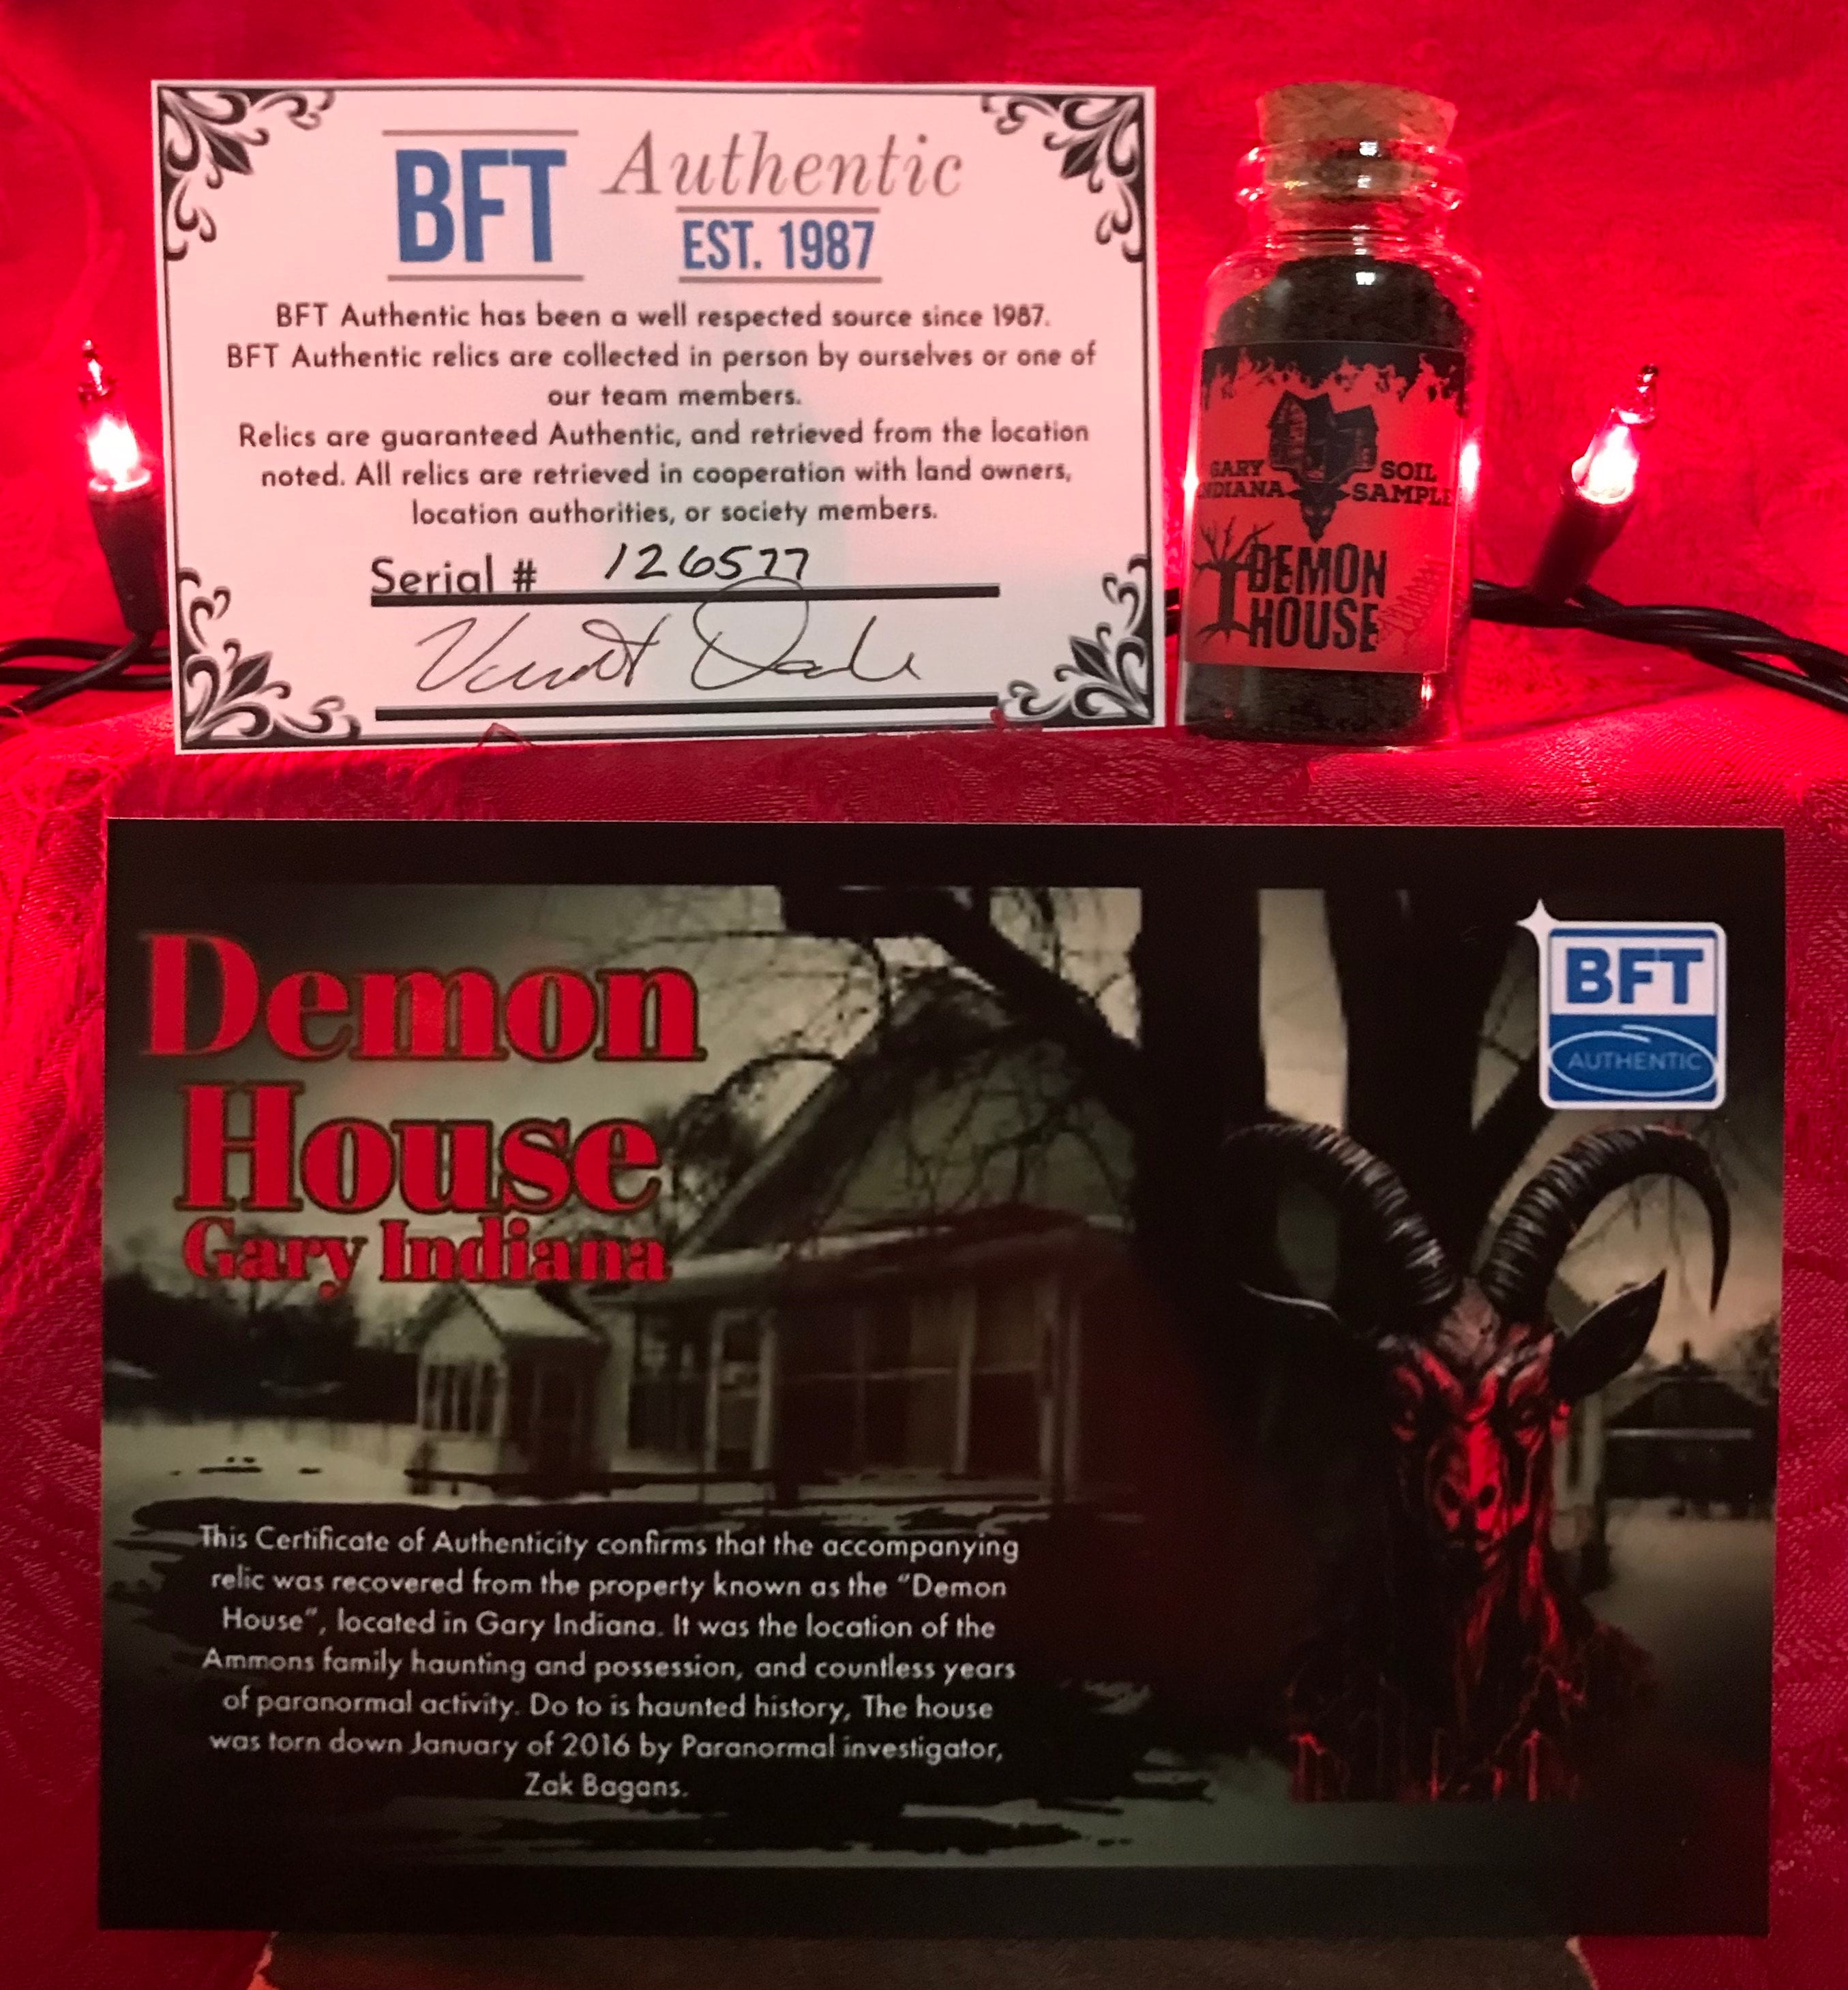 BFT Authentic
EST. 1987
BFT Authentic has been a well respected source since 1987.
BFT Authentic relics are collected in person by ourselves or one of
our team members.
Relics are guaranteed Authentic, and retrieved from the location
noted. All relics are retrieved in cooperation with land owners,
location authorities, or society members.
Serial # 126577
GARY SOIL
INDIANA SAMPLE
DEMON
HOUSE
Demon
House
Gary Indiana
BFT
AUTHENTIC
This Certificate of Authenticity confirms that the accompanying
relic was recovered from the property known as the “Demon
House”, located in Gary Indiana. It was the location of the
Ammons family haunting and possession, and countless years
of paranormal activity. Do to is haunted history, The house
was torn down January of 2016 by Paranormal investigator,
Zak Bagans.